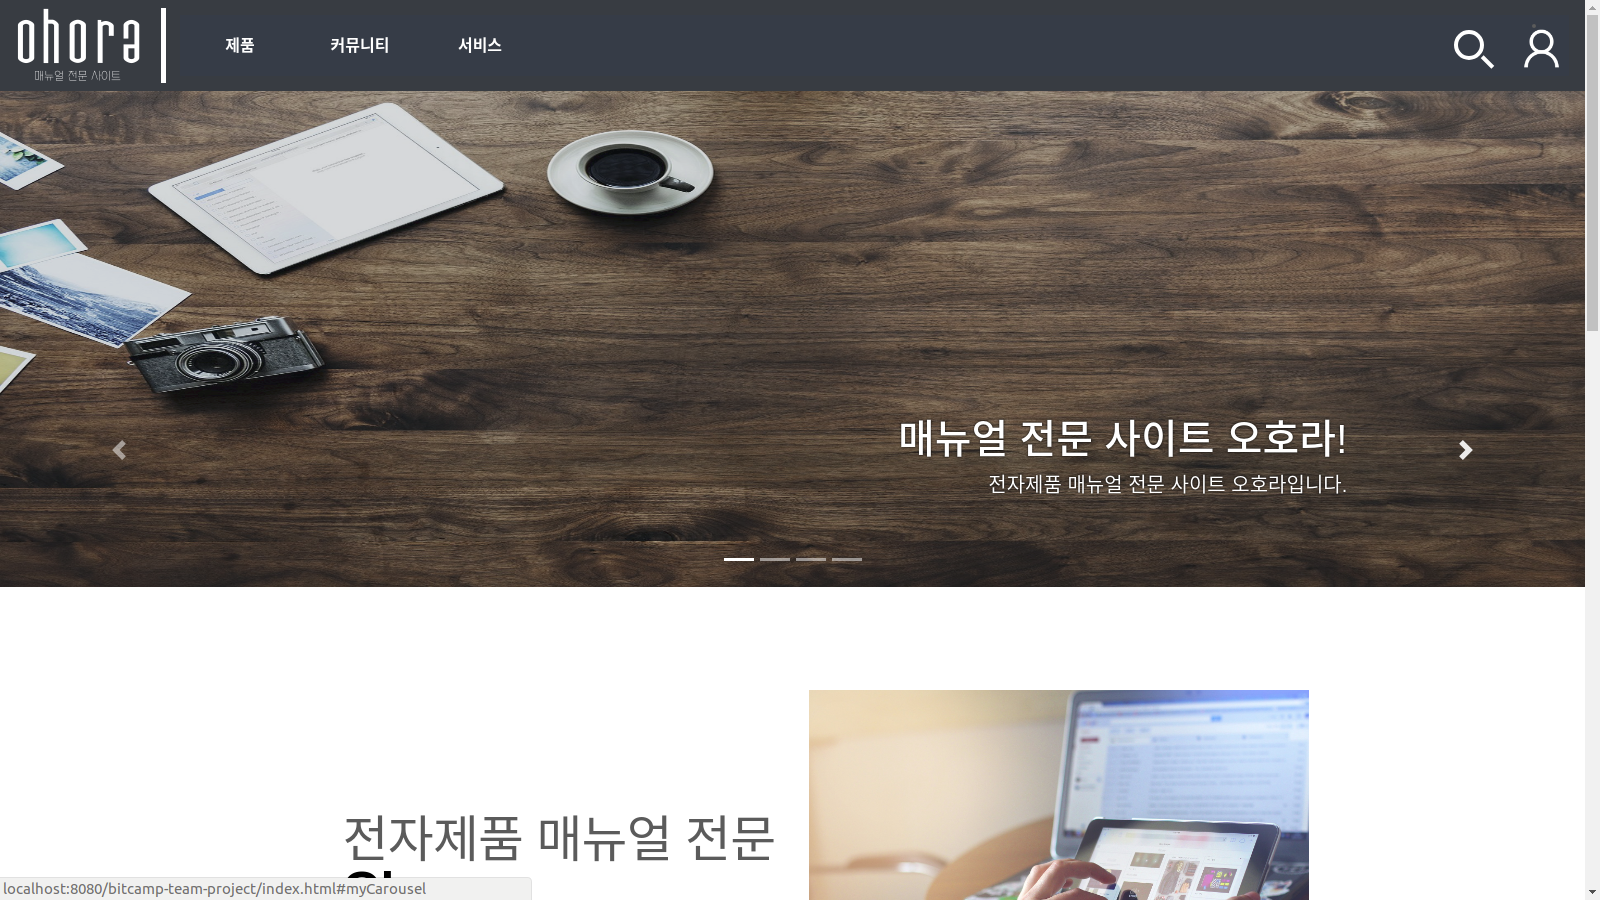 ohora
매뉴얼 전문 사이트
제품
커뮤니티
서비스
매뉴얼 전문 사이트 오호라!
전자제품 매뉴얼 전문 사이트 오호라입니다.
전자제품 매뉴얼 전문
localhost:8080/bitcamp-team-project/index.html#myCarousel